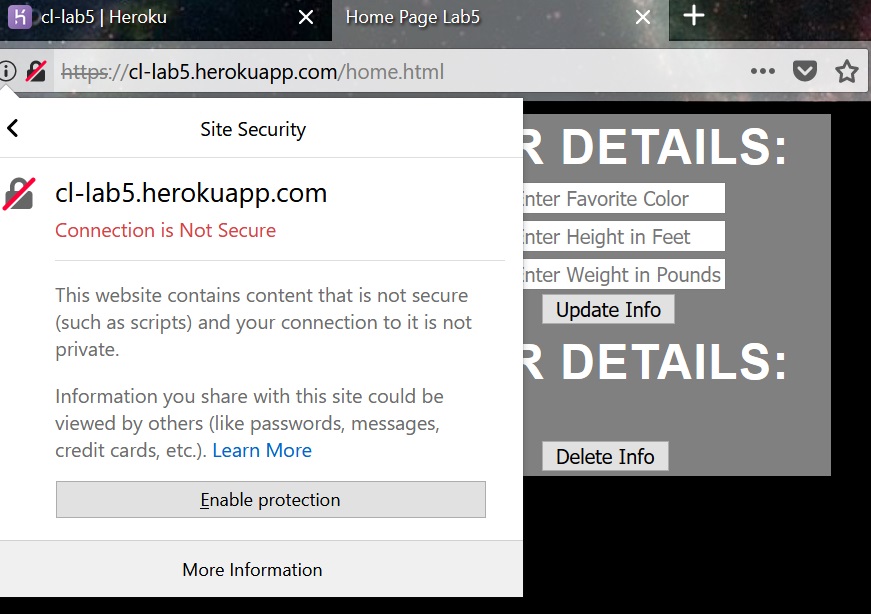 cl-lab5 | Heroku
Home Page Lab5
https://cl-lab5.herokuapp.com/home.html
Site Security
cl-lab5.herokuapp.com
Connection is Not Secure
This website contains content that is not secure
(such as scripts) and your connection to it is not
private.
Information you share with this site could be
viewed by others (like passwords, messages,
credit cards, etc.). Learn More
Enable protection
More Information
R DETAILS:
nter Favorite Color
nter Height in Feet
nter Weight in Pounds
Update Info
R DETAILS:
Delete Info